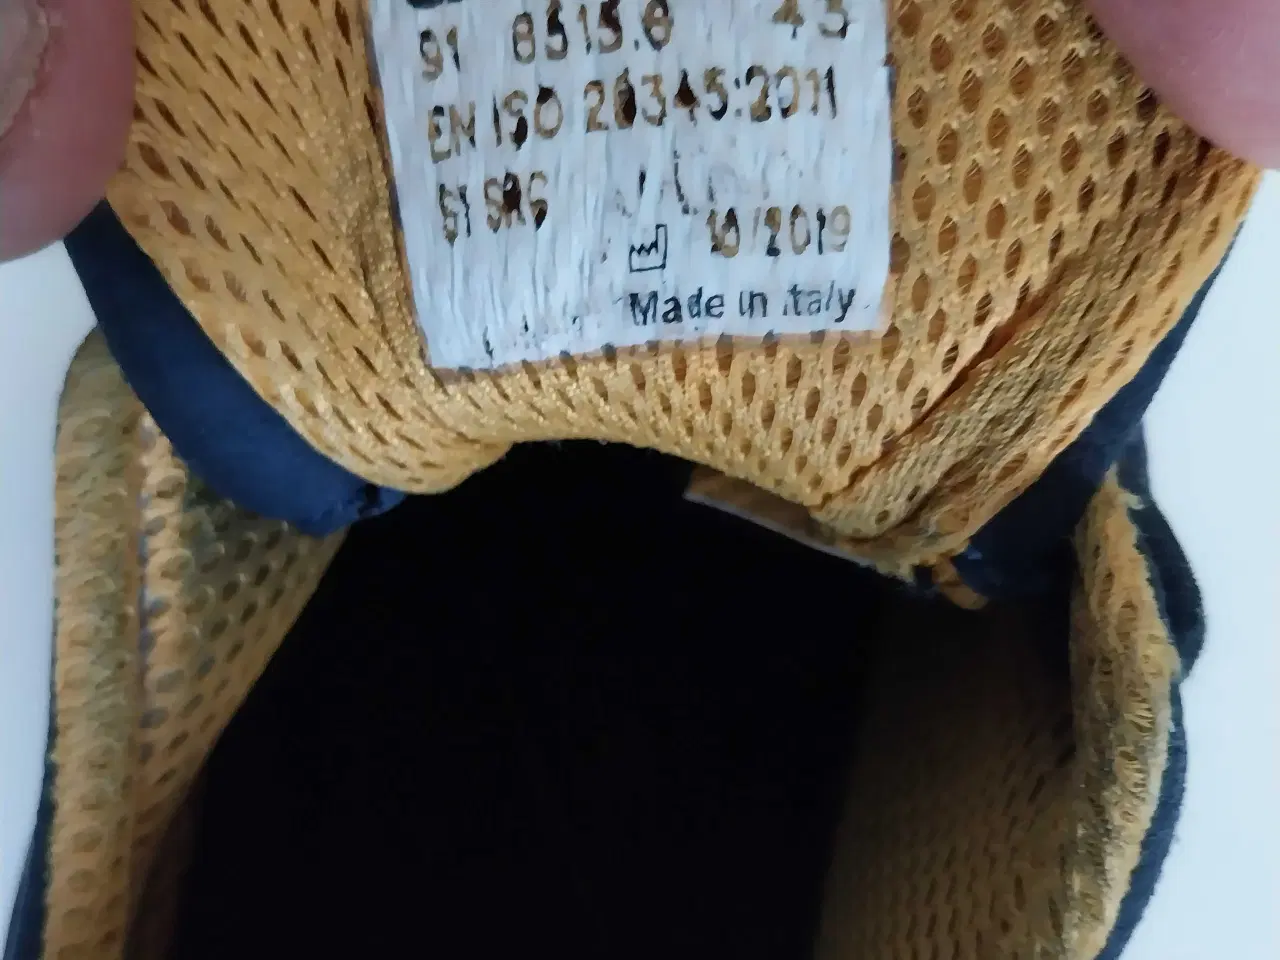 91 8515.8 43
EN ISO 20345:2011
S1 SRC
10/2019
Made in Italy